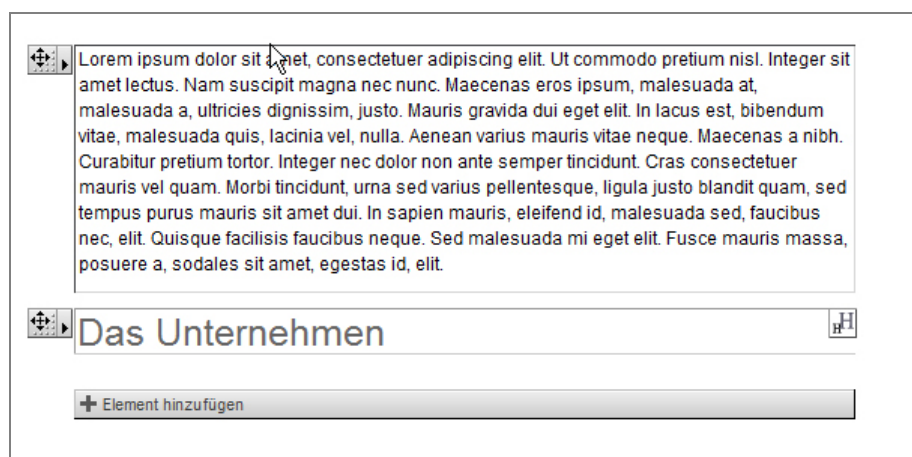 Lorem ipsum dolor sit amet, consectetuer adipiscing elit. Ut commodo pretium nisl. Integer sit
amet lectus. Nam suscipit magna nec nunc. Maecenas eros ipsum, malesuada at,
malesuada a, ultricies dignissim, justo. Mauris gravida dui eget elit. In lacus est, bibendum
vitae, malesuada quis, lacinia vel, nulla. Aenean varius mauris vitae neque. Maecenas a nibh.
Curabitur pretium tortor. Integer nec dolor non ante semper tincidunt. Cras consectetuer
mauris vel quam. Morbi tincidunt, urna sed varius pellentesque, ligula justo blandit quam, sed
tempus purus mauris sit amet dui. In sapien mauris, eleifend id, malesuada sed, faucibus
nec, elit. Quisque facilisis faucibus neque. Sed malesuada mi eget elit. Fusce mauris massa,
posuere a, sodales sit amet, egestas id, elit.
Das Unternehmen
HH
Element hinzufügen